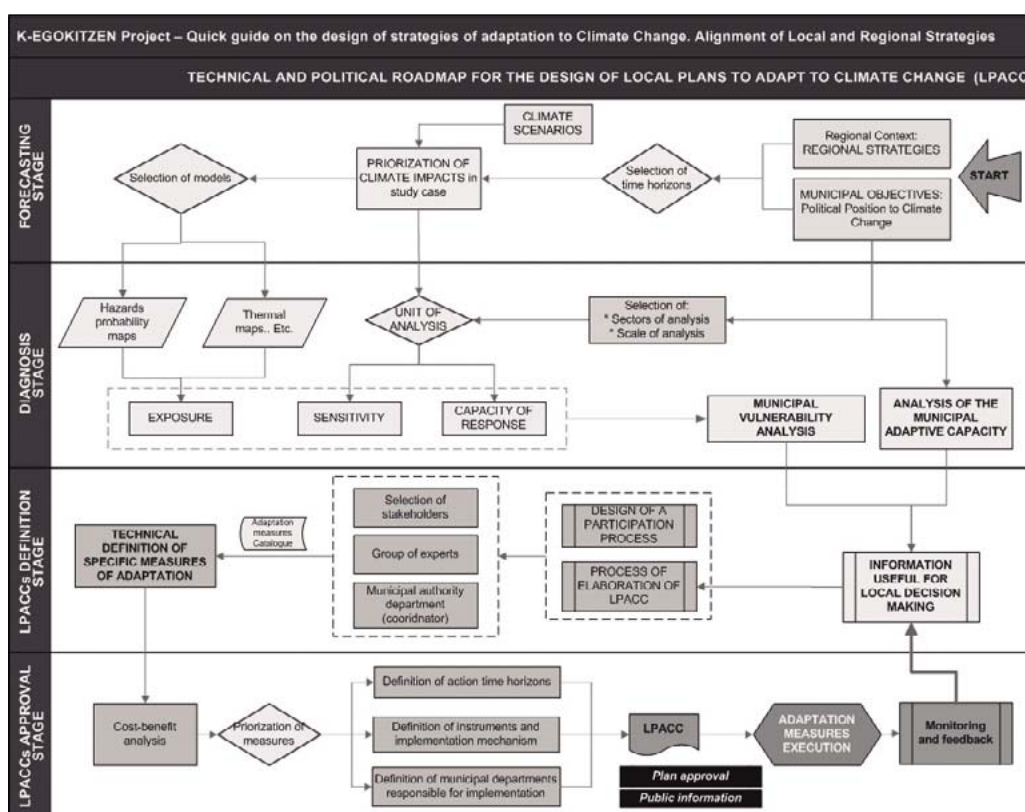 K-EGOKITZEN Project – Quick guide on the design of strategies of adaptation to Climate Change. Alignment of Local and Regional Strategies
TECHNICAL AND POLITICAL ROADMAP FOR THE DESIGN OF LOCAL PLANS TO ADAPT TO CLIMATE CHANGE (LPACC
FORECASTING
STAGE
CLIMATE
SCENARIOS
Selection of models
PRIORIZATION OF
CLIMATE IMPACTS in
study case
Selection of
time horizons
Regional Context:
REGIONAL STRATEGIES
MUNICIPAL OBJECTIVES:
Political Position to Climate
Change
START
DIAGNOSIS
STAGE
Hazards
probability
maps
Thermal
maps.. Etc.
UNIT OF
ANALYSIS
Selection of:
* Sectors of analysis
* Scale of analysis
EXPOSURE
SENSITIVITY
CAPACITY OF
RESPONSE
MUNICIPAL
VULNERABILITY
ANALYSIS
ANALYSIS OF THE
MUNICIPAL
ADAPTIVE CAPACITY
LPACCs DEFINITION
STAGE
TECHNICAL
DEFINITION OF
SPECIFIC MEASURES
OF ADAPTATION
Adaptation
measures
Catalogue
Selection of
stakeholders
Group of experts
Municipal authority
department
(coordnator)
DESIGN OF A
PARTICIPATION
PROCESS
PROCESS OF
ELABORATION OF
LPACC
INFORMATION
USEFUL FOR
LOCAL DECISION
MAKING
LPACCs APPROVAL
STAGE
Cost-benefit
analysis
Priorization of
measures
Definition of action time horizons
Definition of instruments and
implementation mechanism
Definition of municipal departments
responsible for implementation
LPACC
Plan approval
Public information
ADAPTATION
MEASURES
EXECUTION
Monitoring
and feedback